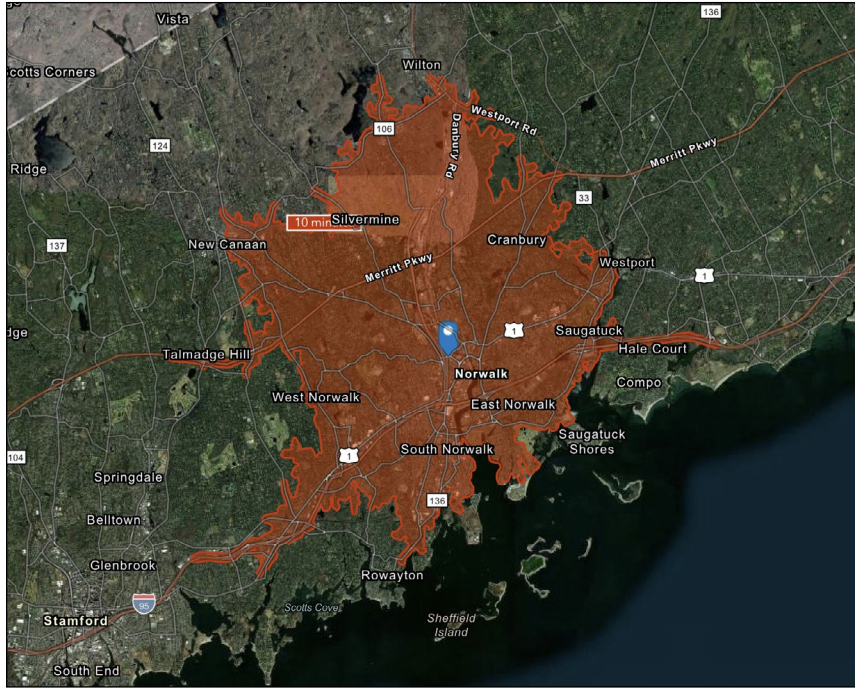 136
Vista
Scotts Corners
Wilton
106
Westport Rd
Danbury Rd
124
Merritt Pkwy
Ridge
33
10 minutes
Silvermine
New Canaan
Cranbury
137
Merritt Pkwy
Westport
1
1
Saugatuck
Hale Court
Talmadge Hill
Norwalk
Compo
West Norwalk
East Norwalk
Saugatuck
Shores
South Norwalk
1
104
Springdale
136
Belltown
Glenbrook
Rowayton
95
Scotts Cove
Stamford
Sheffield
Island
South End